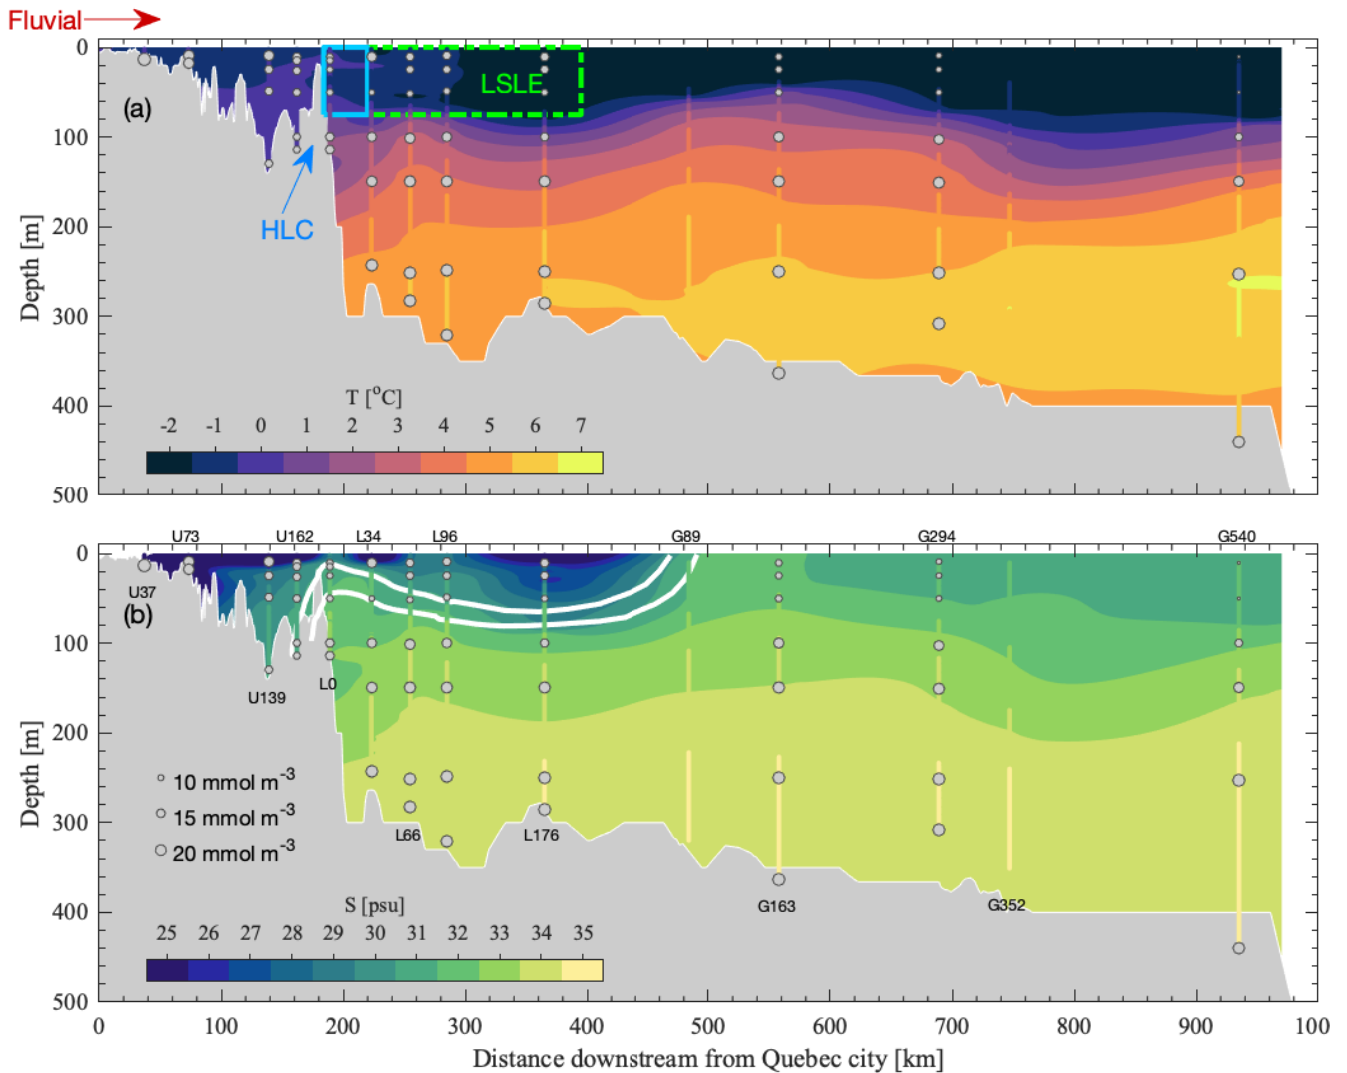 Fluvial
0
100
200
300
400
500
Depth [m]
(a)
LSLE
HLC
T [°C]
-2 -1 0 1 2 3 4 5 6 7
U73 U162 L34 L96 G89 G294 G540
0
100
200
300
400
500
Depth [m]
U37
(b)
U139
L0
10 mmol m-3
15 mmol m-3
20 mmol m-3
L66
L176
G163
G352
S [psu]
25 26 27 28 29 30 31 32 33 34 35
0 100 200 300 400 500 600 700 800 900 100
Distance downstream from Quebec city [km]